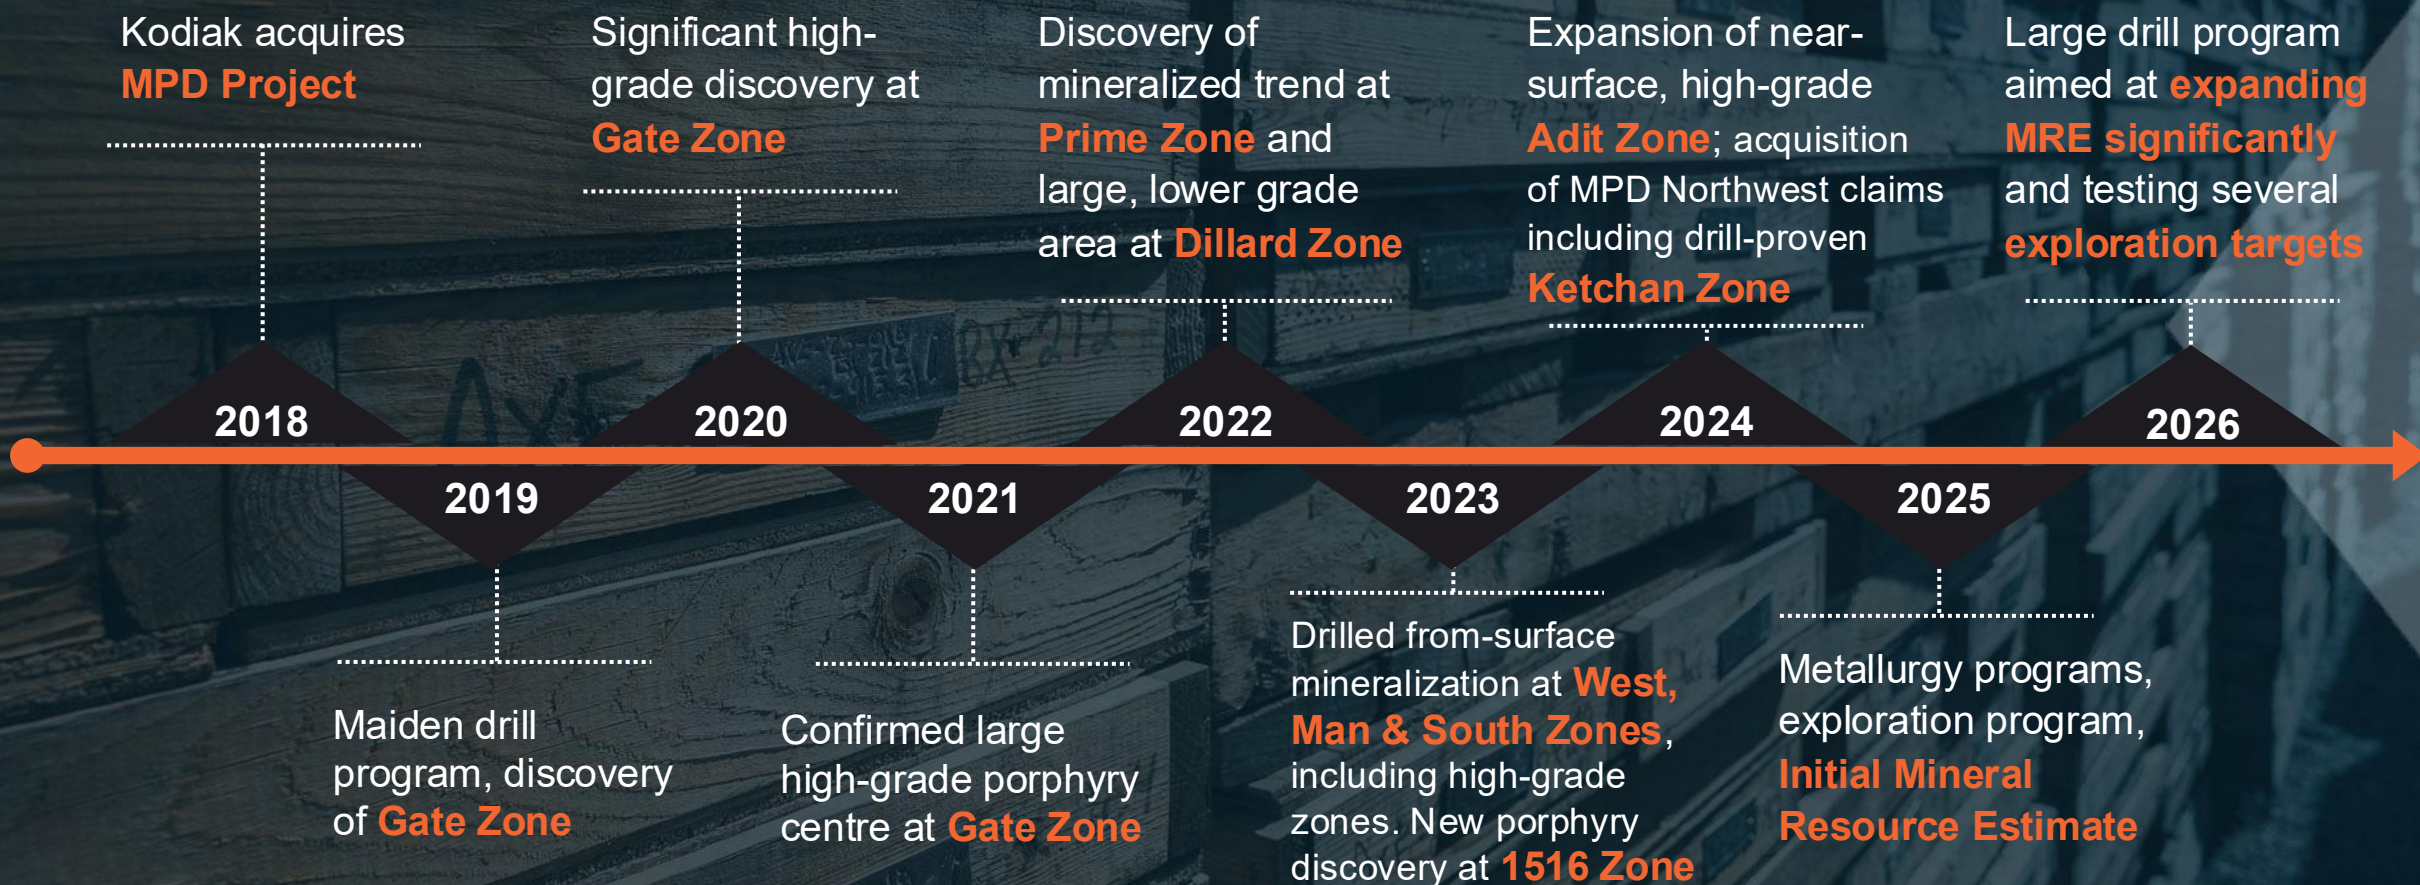 Kodiak acquires
MPD Project
2018
Maiden drill
program, discovery
of Gate Zone
2019
Significant high-
grade discovery at
Gate Zone
2020
Confirmed large
high-grade porphyry
centre at Gate Zone
2021
Discovery of
mineralized trend at
Prime Zone and
large, lower grade
area at Dillard Zone
2022
Drilled from-surface
mineralization at West,
Man & South Zones,
including high-grade
zones. New porphyry
discovery at 1516 Zone
2023
Expansion of near-
surface, high-grade
Adit Zone; acquisition
of MPD Northwest claims
including drill-proven
Ketchan Zone
2024
Metallurgy programs,
exploration program,
Initial Mineral
Resource Estimate
2025
Large drill program
aimed at expanding
MRE significantly
and testing several
exploration targets
2026
BX-212